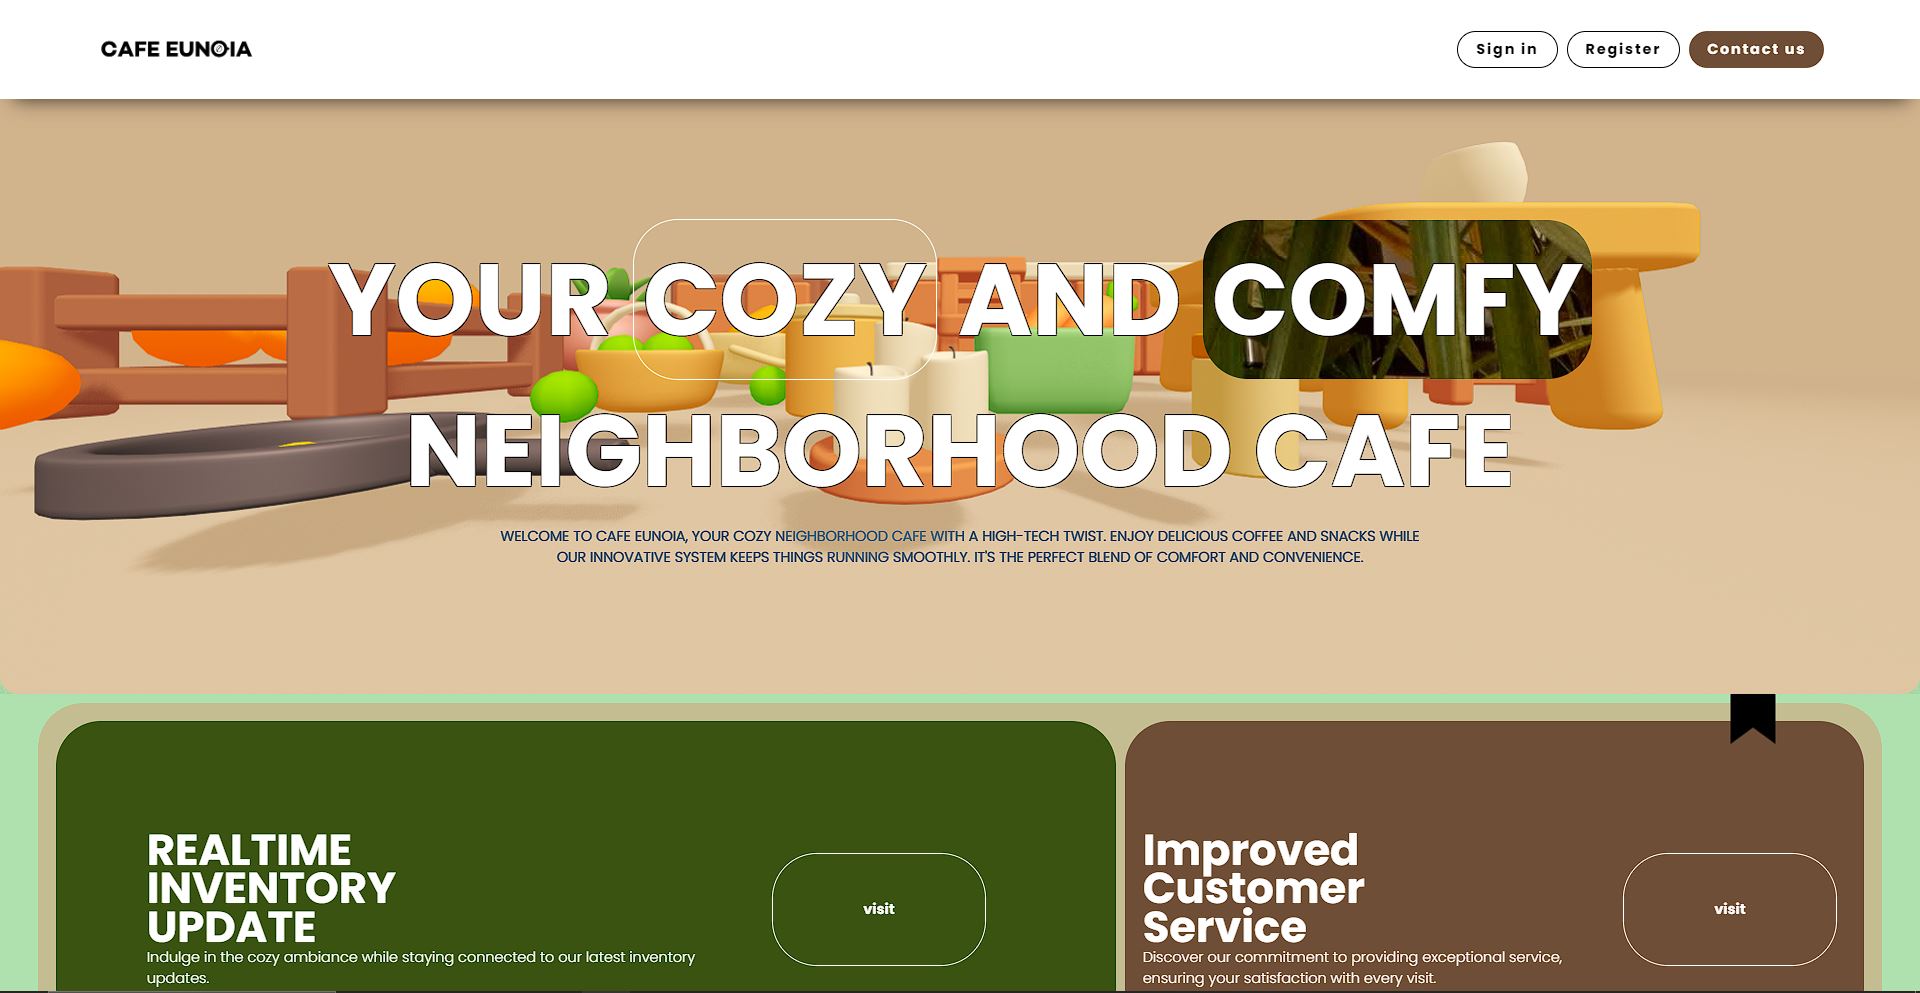 CAFE EUNOIA
Sign in
Register
Contact us
YOUR COZY AND COMFY
NEIGHBORHOOD CAFE
WELCOME TO CAFE EUNOIA, YOUR COZY NEIGHBORHOOD CAFE WITH A HIGH-TECH TWIST. ENJOY DELICIOUS COFFEE AND SNACKS WHILE
OUR INNOVATIVE SYSTEM KEEPS THINGS RUNNING SMOOTHLY. IT'S THE PERFECT BLEND OF COMFORT AND CONVENIENCE.
REALTIME
INVENTORY
UPDATE
Indulge in the cozy ambiance while staying connected to our latest inventory
updates.
visit
Improved
Customer
Service
Discover our commitment to providing exceptional service,
ensuring your satisfaction with every visit.
visit